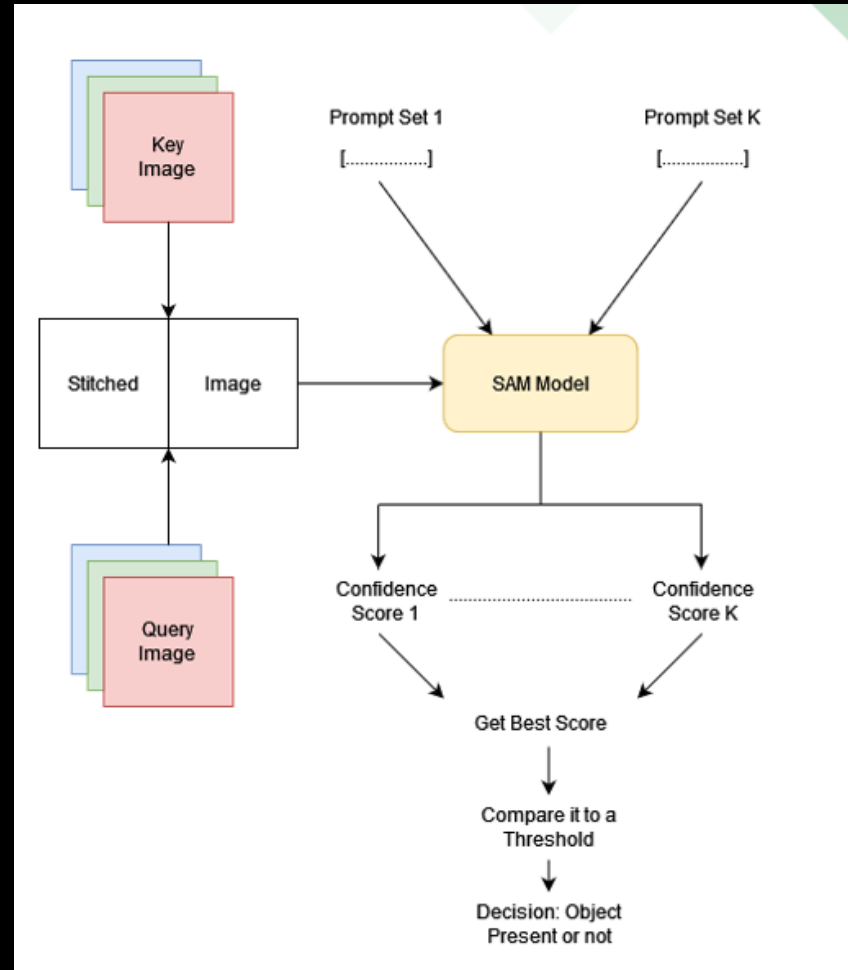 Key
Image
Prompt Set 1
[.................]
Prompt Set K
[.................]
Stitched
Image
SAM Model
Query
Image
Confidence
Score 1
...................................
Confidence
Score K
Get Best Score
Compare it to a
Threshold
Decision: Object
Present or not